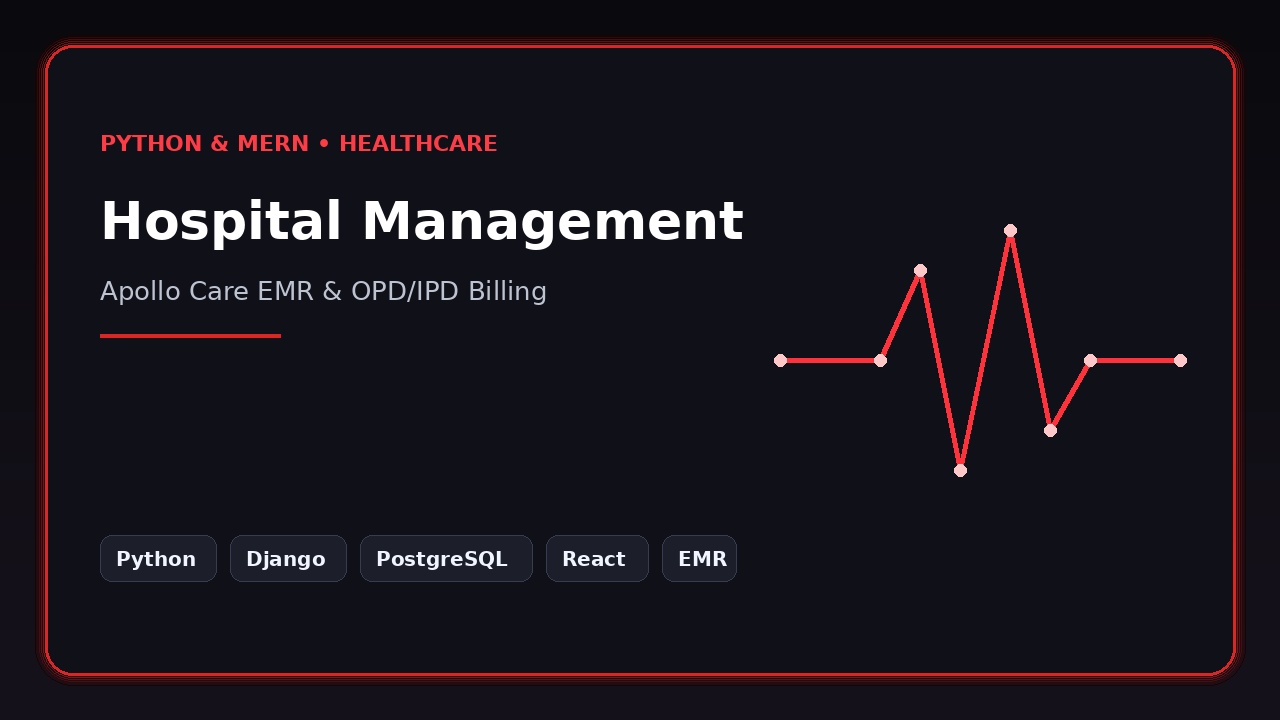 PYTHON & MERN • HEALTHCARE
Hospital Management
Apollo Care EMR & OPD/IPD Billing
Python Django PostgreSQL React EMR